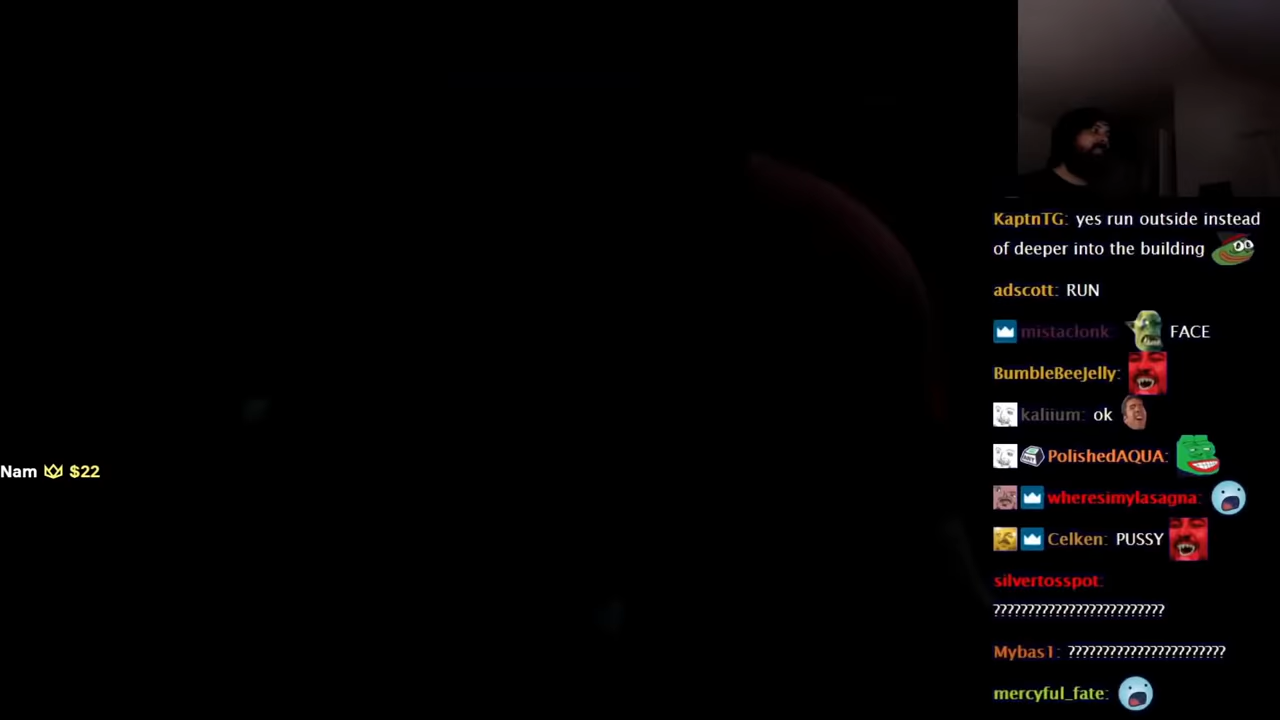 KaptnTG: yes run outside instead
of deeper into the building
adscott: RUN
mistaclonk: FACE
BumbleBeeJelly:
kaliium: ok
Nam $22
PolishedAQUA:
wheresimylasagna:
Celken: PUSSY
silvertosspot:
?????????????????????????
Mybas1: ???????????????????????
mercyful_fate: